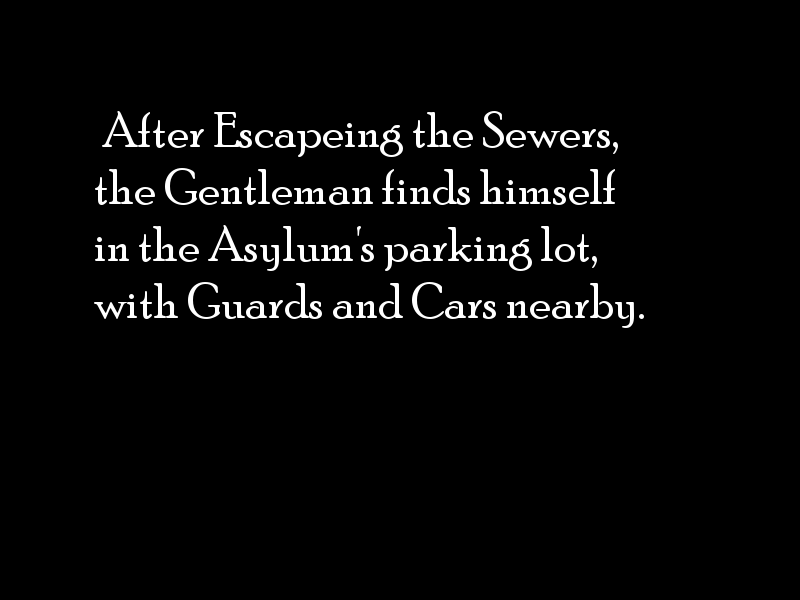 After Escapeing the Sewers,
the Gentleman finds himself
in the Asylum's parking lot,
with Guards and Cars nearby.